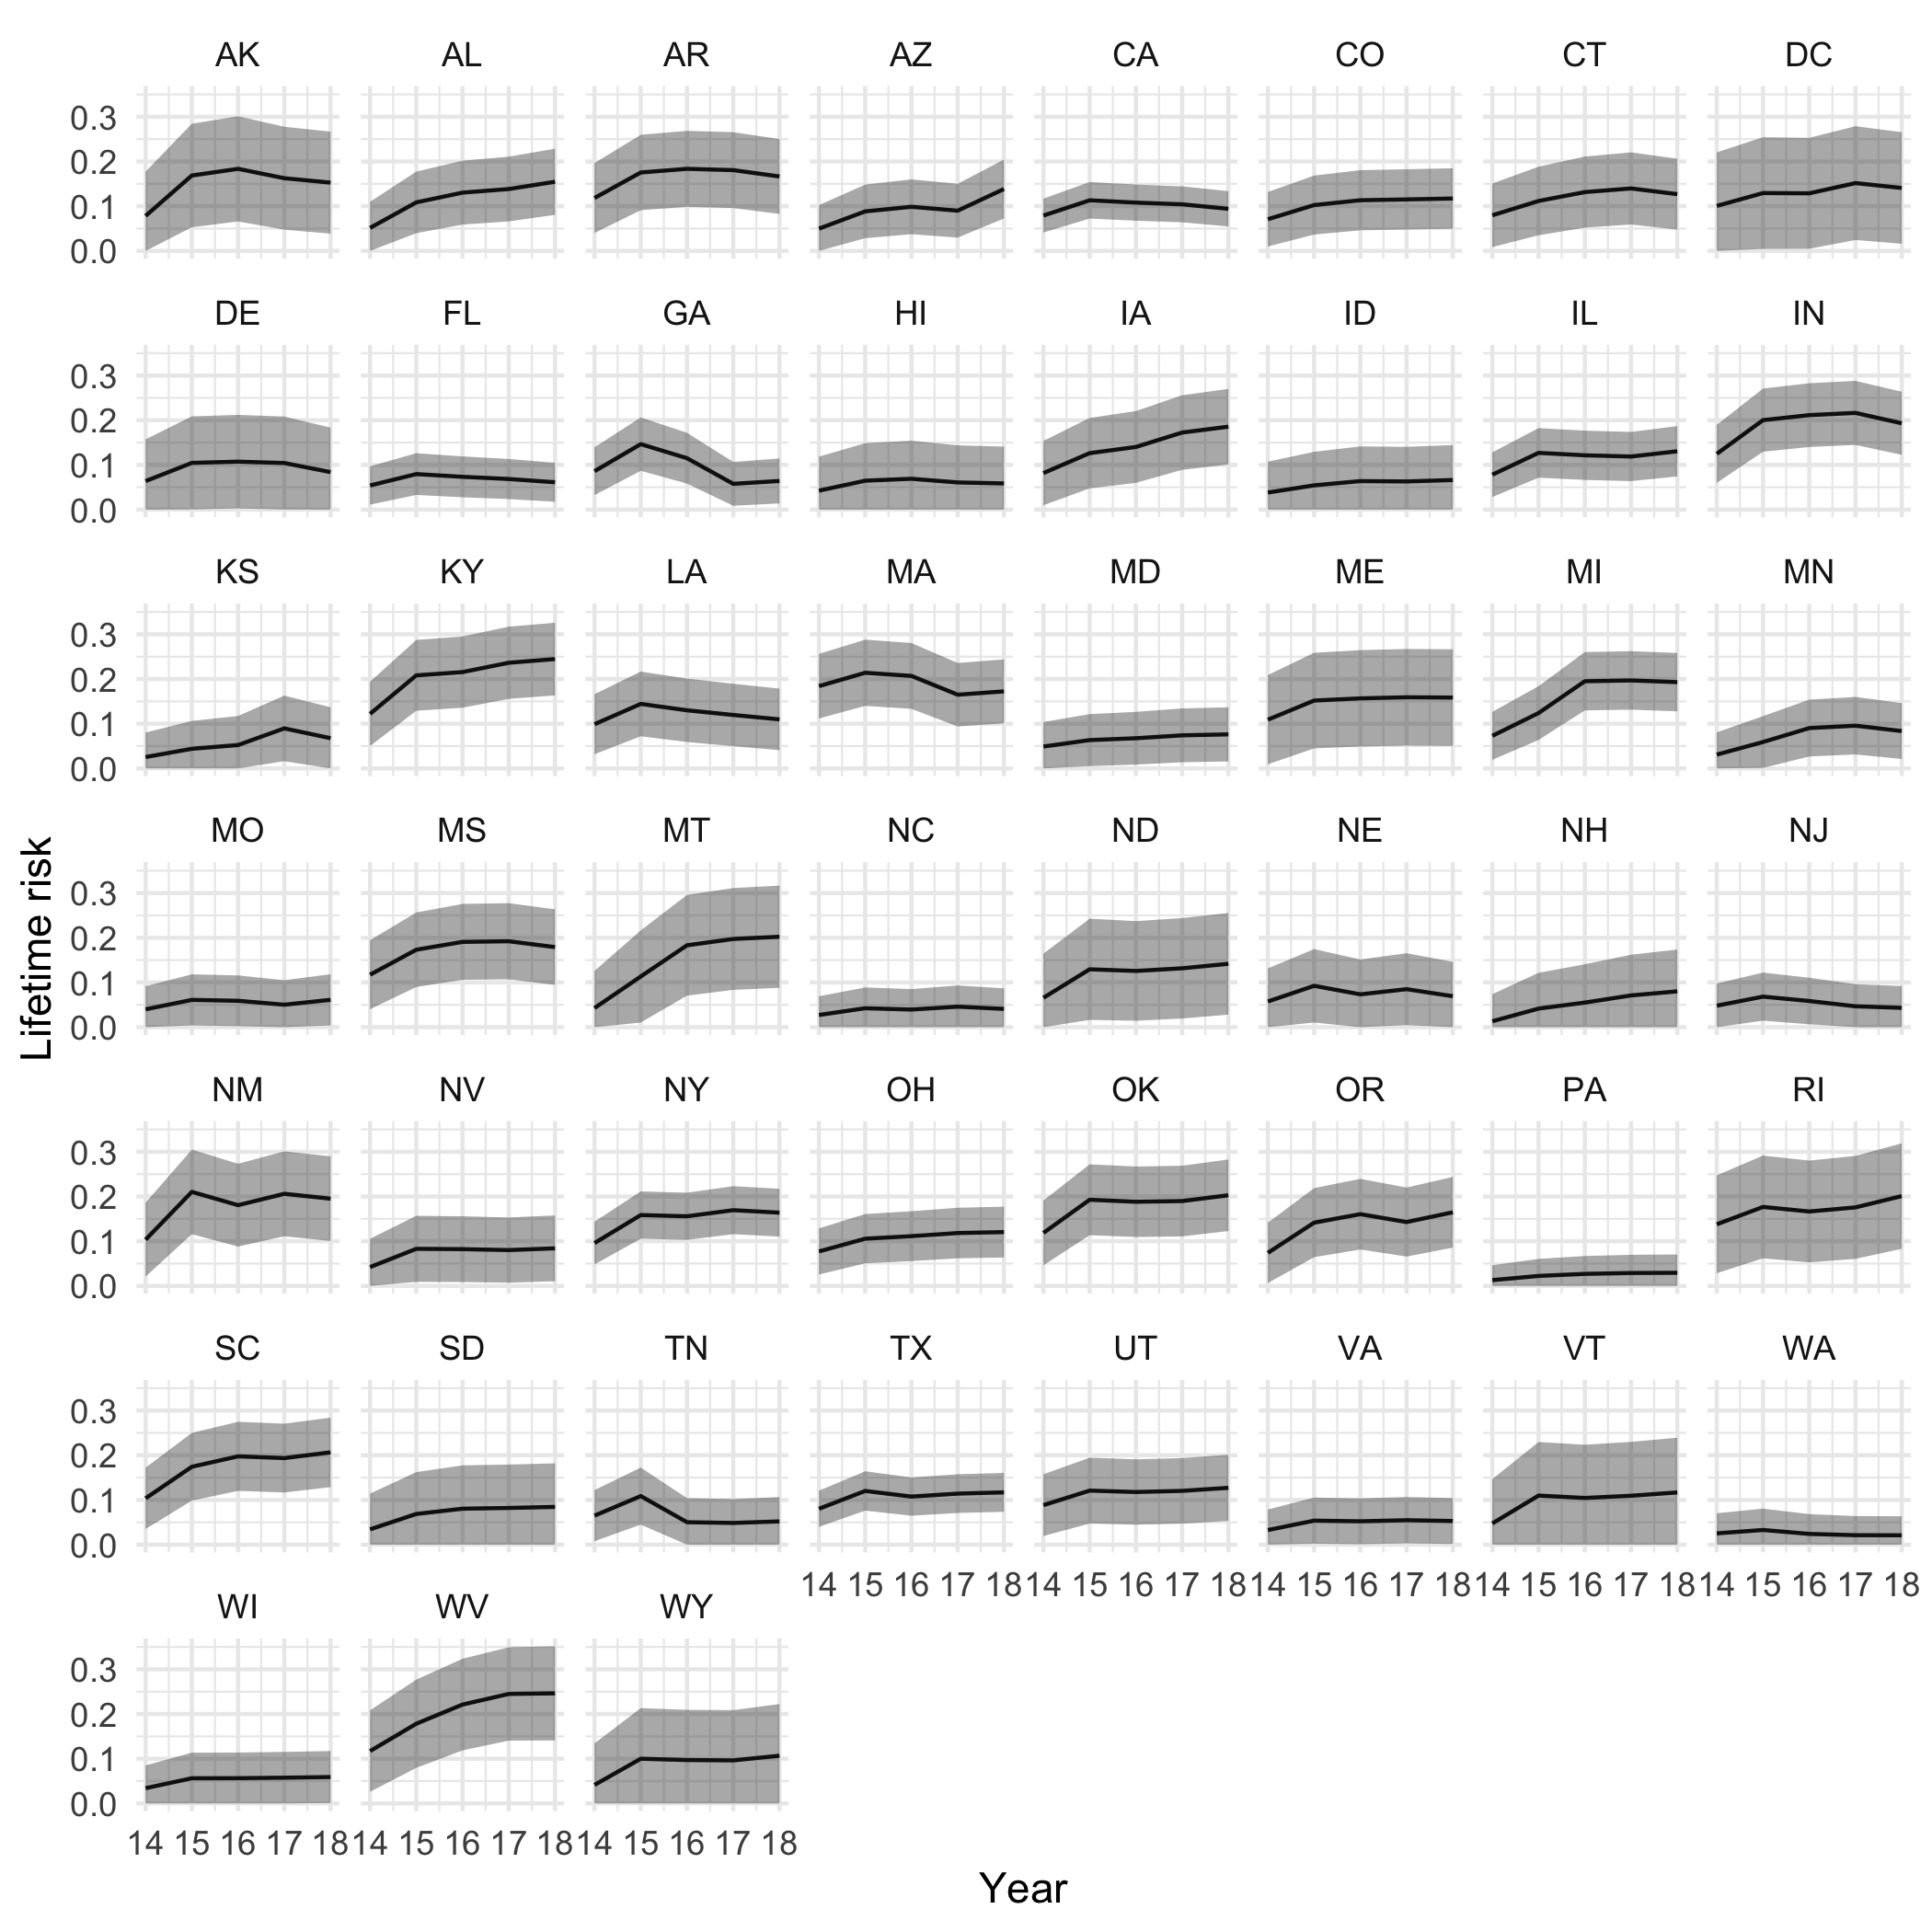 AK AL AR AZ CA CO CT DC
0.3
0.2
0.1
0.0
DE FL GA HI IA ID IL IN
0.3
0.2
0.1
0.0
KS KY LA MA MD ME MI MN
0.3
0.2
0.1
0.0
MO MS MT NC ND NE NH NJ
0.3
0.2
0.1
0.0
Lifetime risk
NM NV NY OH OK OR PA RI
0.3
0.2
0.1
0.0
SC SD TN TX UT VA VT WA
0.3
0.2
0.1
0.0
14 15 16 17 18 14 15 16 17 18 14 15 16 17 18 14 15 16 17 18 14 15 16 17 18
WI WV WY
0.3
0.2
0.1
0.0
14 15 16 17 18 14 15 16 17 18 14 15 16 17 18
Year